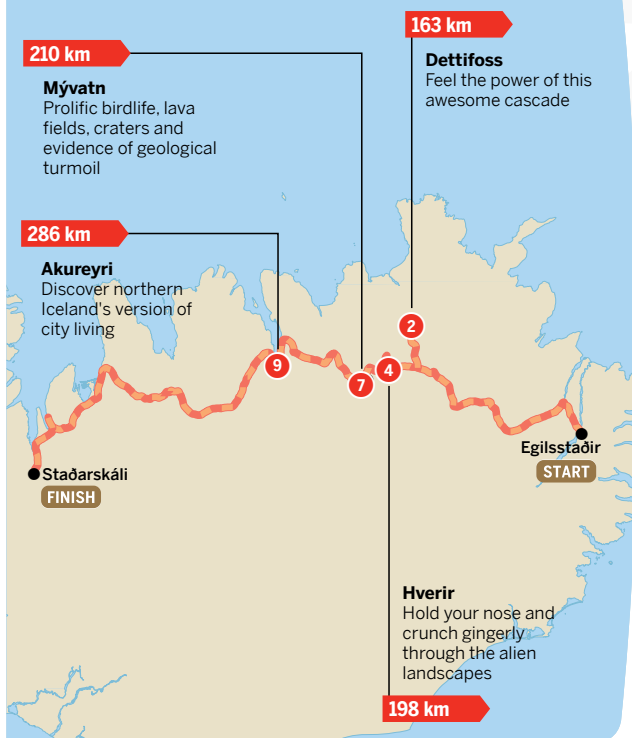 163 km
Dettifoss
Feel the power of this
awesome cascade
210 km
Mývatn
Prolific birdlife, lava
fields, craters and
evidence of geological
turmoil
286 km
Akureyri
Discover northern
Iceland's version of
city living
2
9
7
4
Egilsstaðir
START
Staðarskáli
FINISH
Hverir
Hold your nose and
crunch gingerly
through the alien
landscapes
198 km